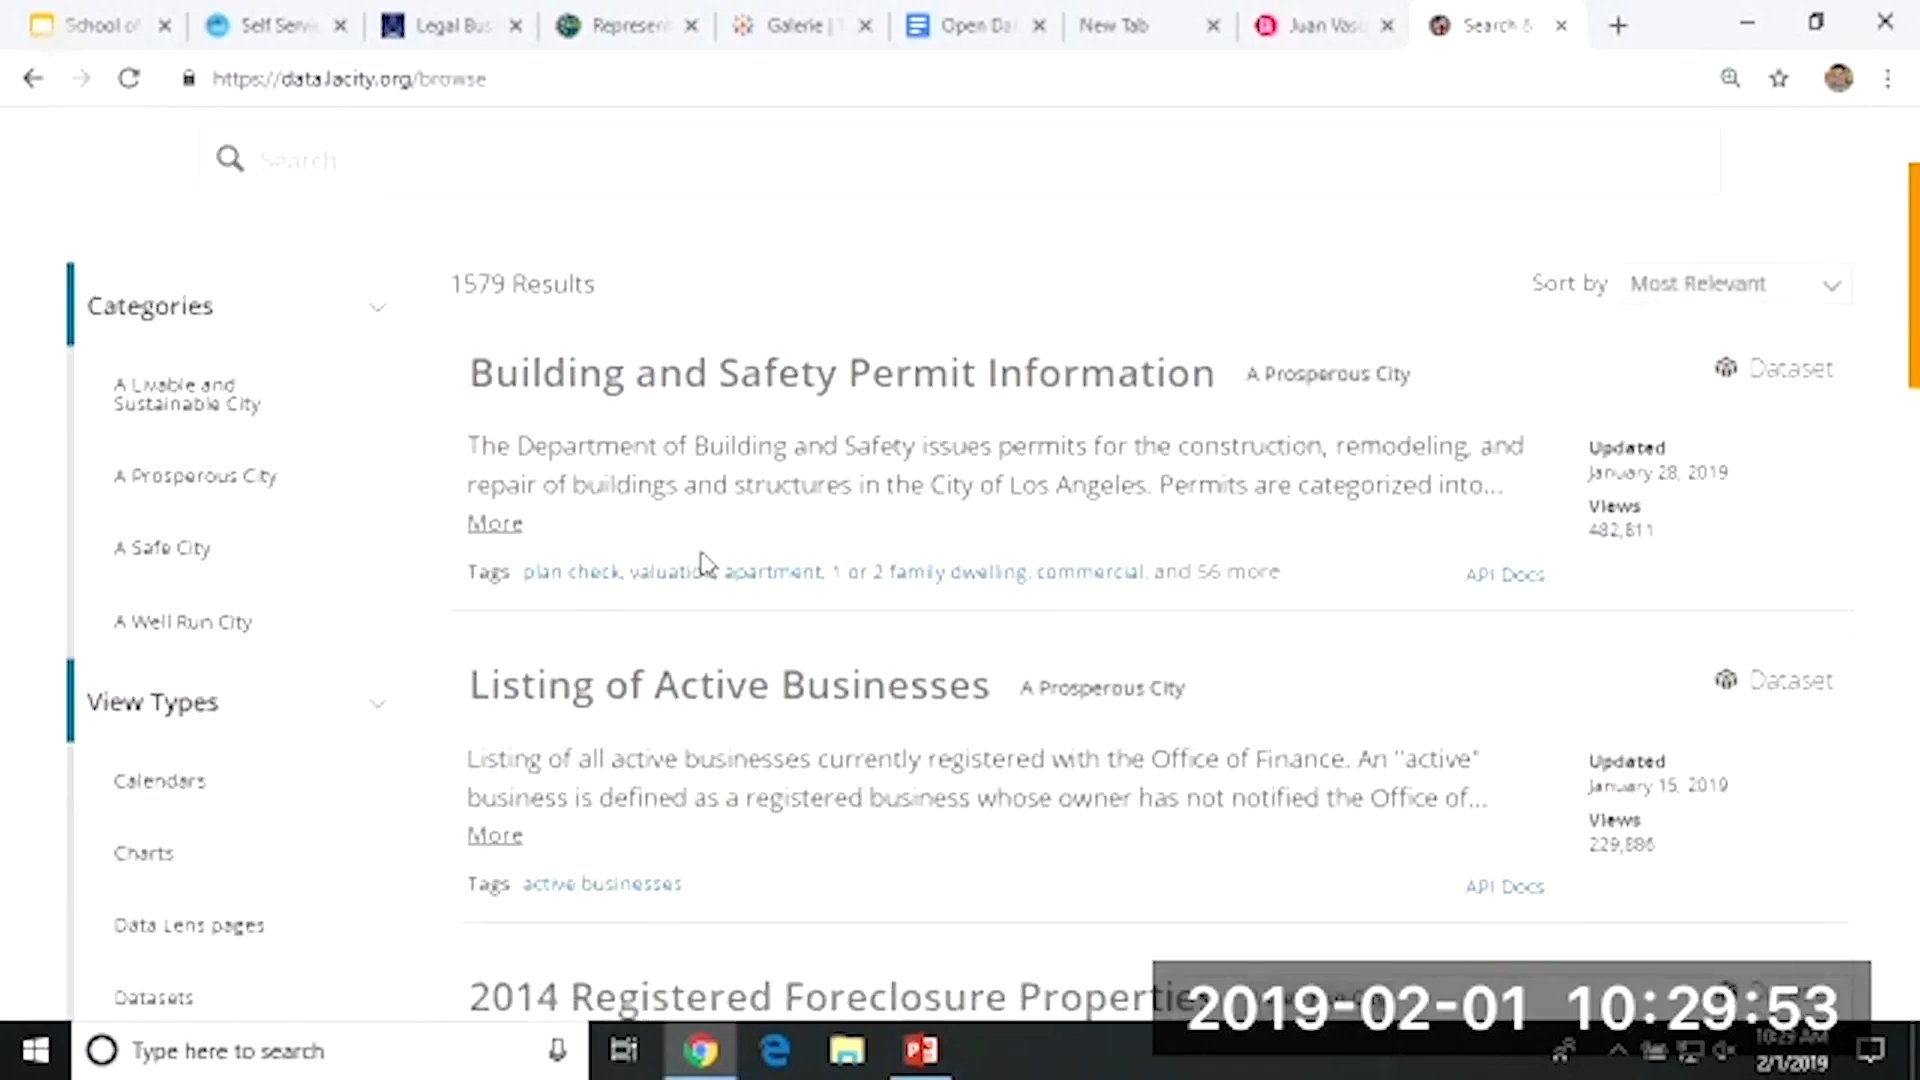 School of
Self Servi
Legal Bus
Represen
Galerie |
Open Da
New Tab
Juan Vas
Search &
https://data.lacity.org/browse
Search
Categories
A Livable and
Sustainable City
A Prosperous City
A Safe City
A Well Run City
View Types
Calendars
Charts
Data Lens pages
Datasets
1579 Results
Sort by Most Relevant
Building and Safety Permit Information A Prosperous City
Dataset
The Department of Building and Safety issues permits for the construction, remodeling, and
repair of buildings and structures in the City of Los Angeles. Permits are categorized into...
More
Updated
January 28, 2019
Views
482,811
Tags plan check, valuation, apartment, 1 or 2 family dwelling, commercial, and 56 more
API Docs
Listing of Active Businesses A Prosperous City
Dataset
Listing of all active businesses currently registered with the Office of Finance. An "active"
business is defined as a registered business whose owner has not notified the Office of...
More
Updated
January 15, 2019
Views
229,886
Tags active businesses
API Docs
2014 Registered Foreclosure Properties
2019-02-01 10:29:53
Type here to search
10:29 AM
2/1/2019